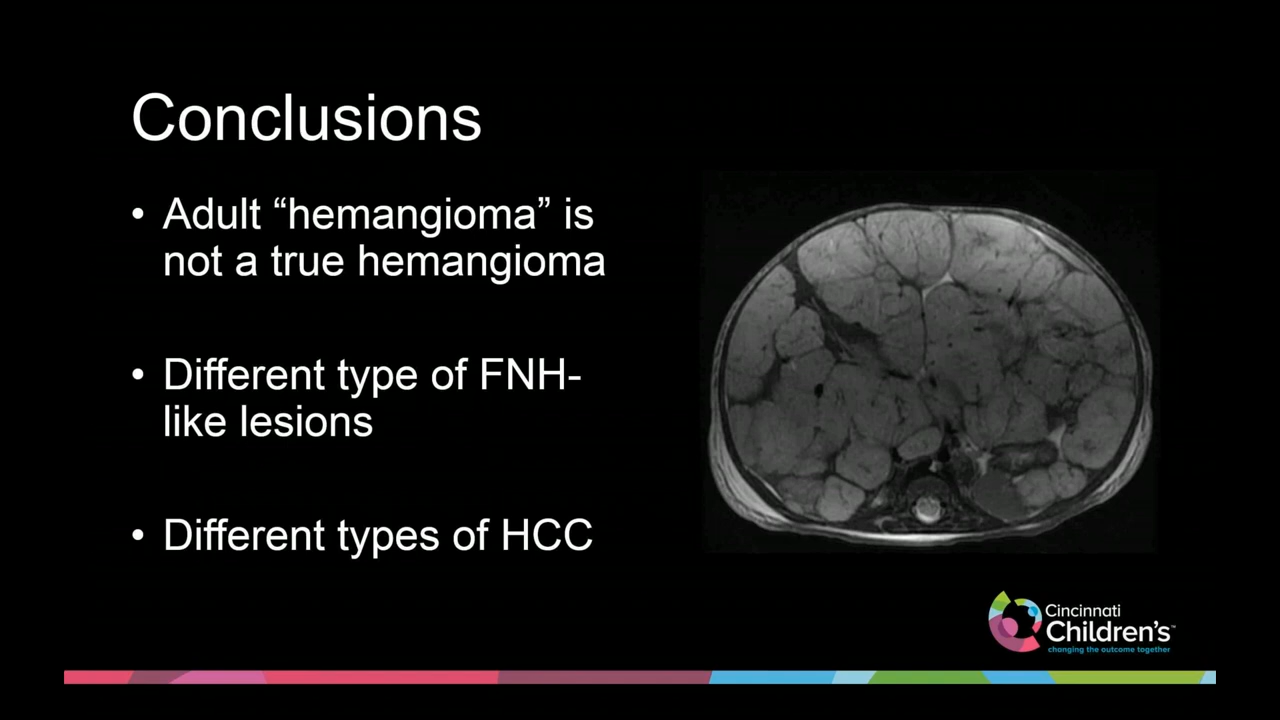 Conclusions
• Adult “hemangioma” is
not a true hemangioma
• Different type of FNH-
like lesions
• Different types of HCC
Cincinnati
Children's™
changing the outcome together